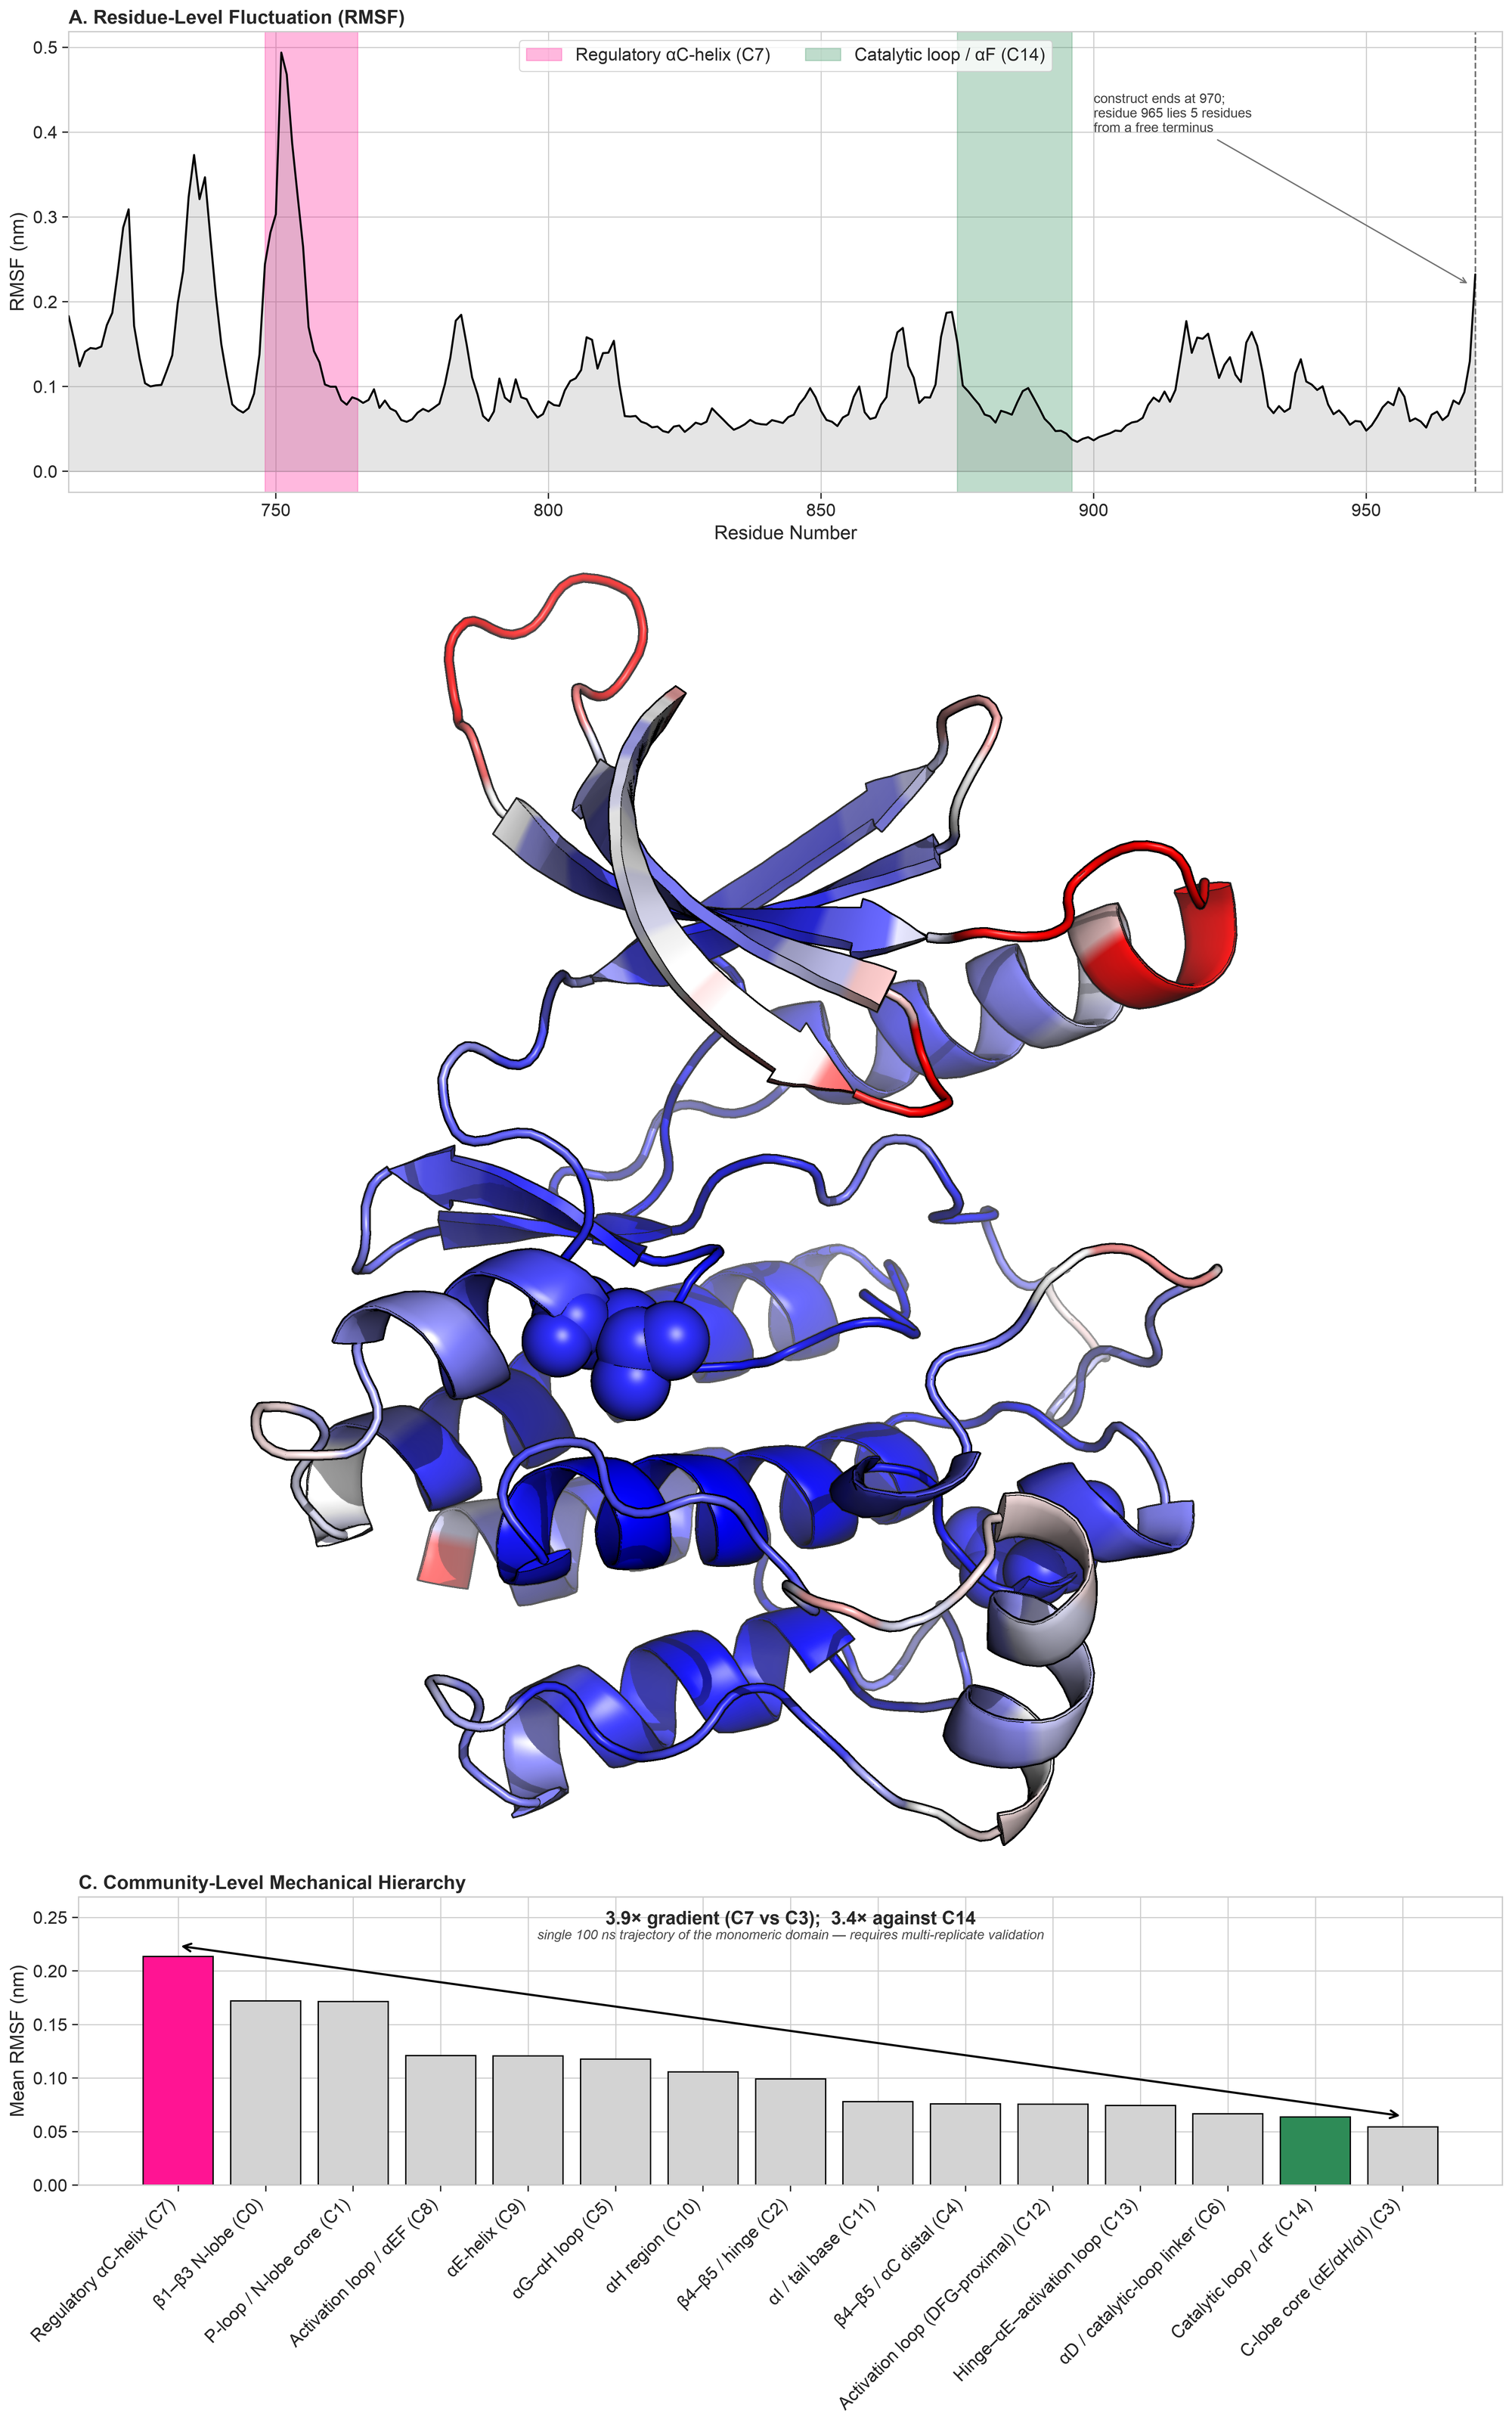 A. Residue-Level Fluctuation (RMSF)
Regulatory αC-helix (C7)
Catalytic loop / αF (C14)
construct ends at 970;
residue 965 lies 5 residues
from a free terminus
RMSF (nm)
0.5
0.4
0.3
0.2
0.1
0.0
750
800
850
900
950
Residue Number
C. Community-Level Mechanical Hierarchy
3.9× gradient (C7 vs C3); 3.4× against C14
single 100 ns trajectory of the monomeric domain — requires multi-replicate validation
Mean RMSF (nm)
0.25
0.20
0.15
0.10
0.05
0.00
Regulatory αC-helix (C7)
β1–β3 N-lobe (C0)
P-loop / N-lobe core (C1)
Activation loop / αEF (C8)
αE-helix (C9)
αG–αH loop (C5)
αH region (C10)
β4–β5 / hinge (C2)
αI / tail base (C11)
β4–β5 / αC distal (C4)
Activation loop (DFG-proximal) (C12)
Hinge–αE–activation loop (C13)
αD / catalytic-loop linker (C6)
Catalytic loop / αF (C14)
C-lobe core (αE/αH/αI) (C3)